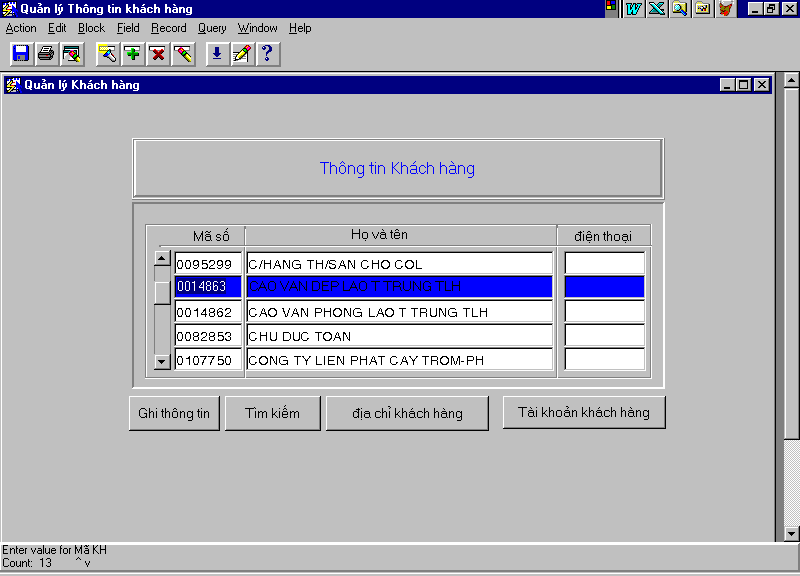 Quản lý Thông tin khách hàng
Action Edit Block Field Record Query Window Help
Quản lý Khách hàng
Thông tin Khách hàng
Mã số Họ và tên điện thoại
0095299 C/HANG TH/SAN CHO COL
0014863 CAO VAN DEP LAO T TRUNG TLH
0014862 CAO VAN PHONG LAO T TRUNG TLH
0082853 CHU DUC TOAN
0107750 CONG TY LIEN PHAT CAY TROM-PH
Ghi thông tin Tìm kiếm địa chỉ khách hàng Tài khoản khách hàng
Enter value for Mã KH
Count: 13 ^ v